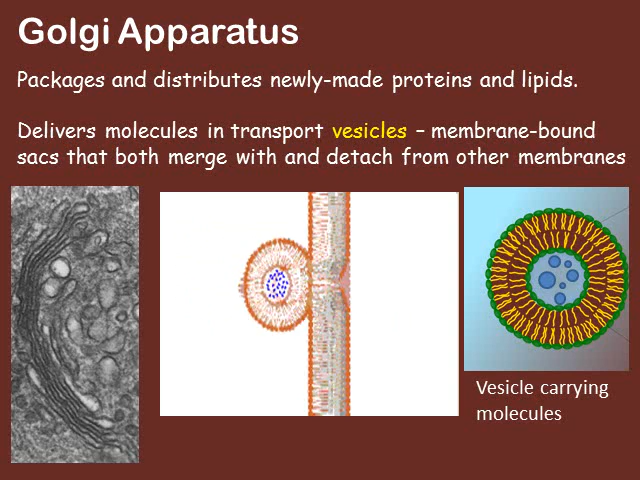 Golgi Apparatus
Packages and distributes newly-made proteins and lipids.
Delivers molecules in transport vesicles – membrane-bound
sacs that both merge with and detach from other membranes
Vesicle carrying
molecules